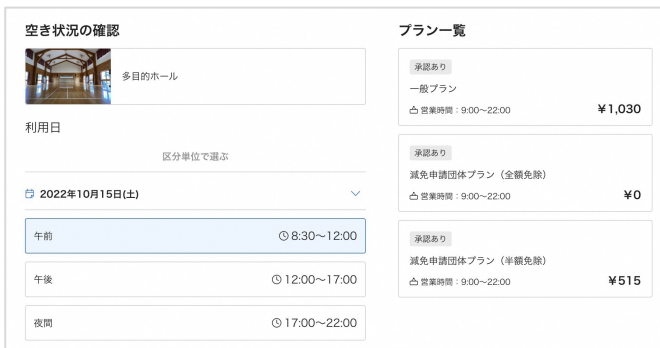 空き状況の確認
多目的ホール
利用日
区分単位で選ぶ
2022年10月15日(土)
午前 8:30〜12:00
午後 12:00〜17:00
夜間 17:00〜22:00
プラン一覧
承認あり
一般プラン
営業時間：9:00〜22:00 ¥1,030
承認あり
減免申請団体プラン（全額免除）
営業時間：9:00〜22:00 ¥0
承認あり
減免申請団体プラン（半額免除）
営業時間：9:00〜22:00 ¥515